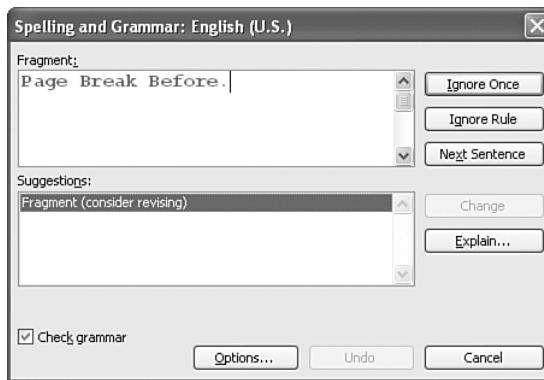 Spelling and Grammar: English (U.S.)
Fragment:
Page Break Before.
Ignore Once
Ignore Rule
Next Sentence
Suggestions:
Fragment (consider revising)
Change
Explain...
Check grammar
Options...
Undo
Cancel